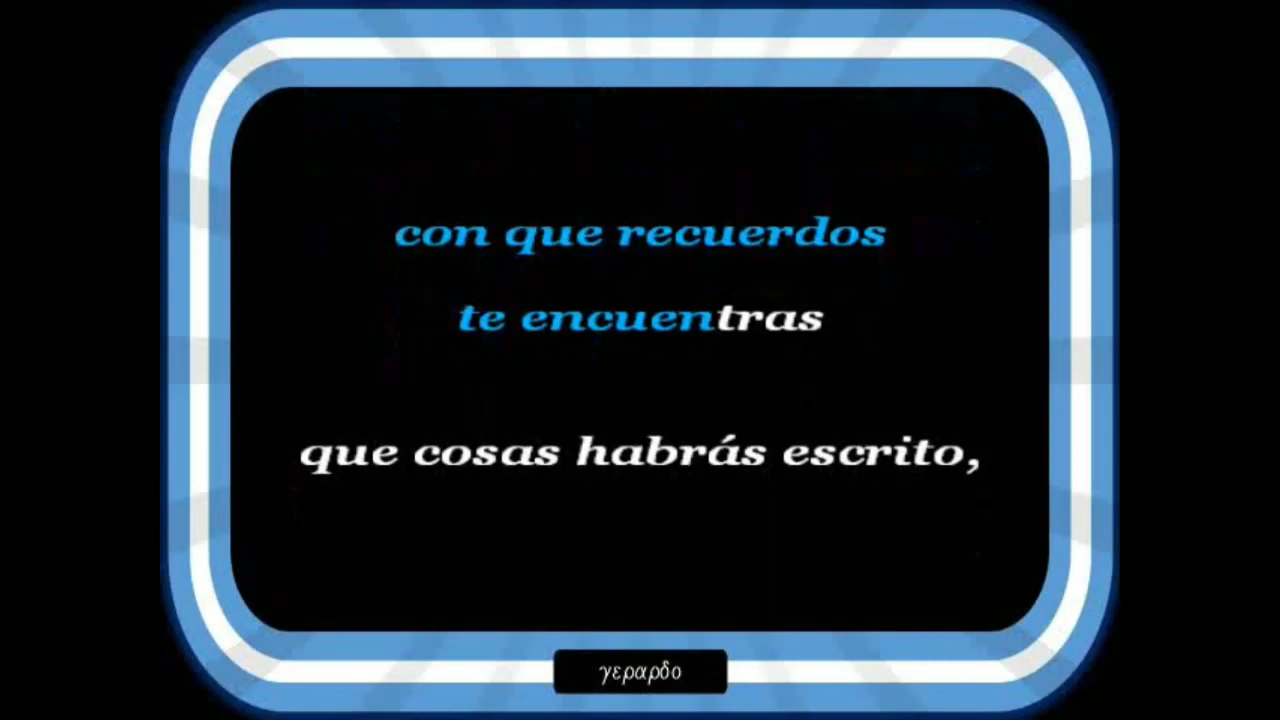 con que recuerdos
te encuentras
que cosas habrás escrito,
γεραρδο